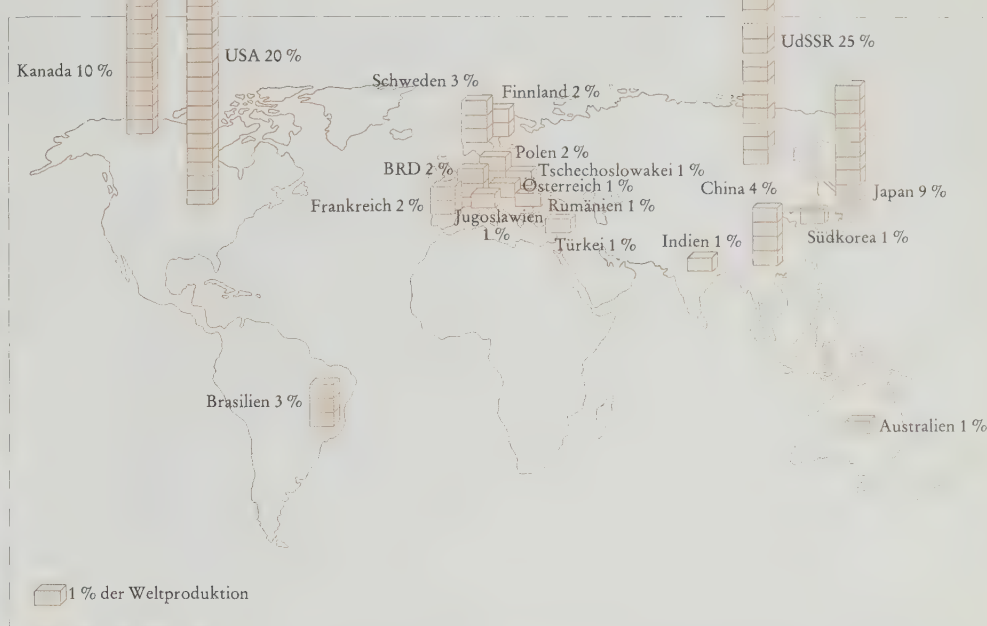 UdSSR 25 %
USA 20 %
Kanada 10 %
Schweden 3 %
Finnland 2 %
Polen 2 %
BRD 2 %
Tschechoslowakei 1 %
Österreich 1 %
China 4 %
Japan 9 %
Frankreich 2 %
Rumänien 1 %
Jugoslawien
1 %
Türkei 1 %
Indien 1 %
Südkorea 1 %
Brasilien 3 %
Australien 1 %
1 % der Weltproduktion